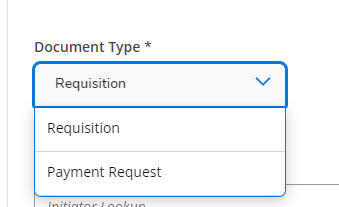 Document Type *
Requisition
Requisition
Payment Request
Initiator Lookup